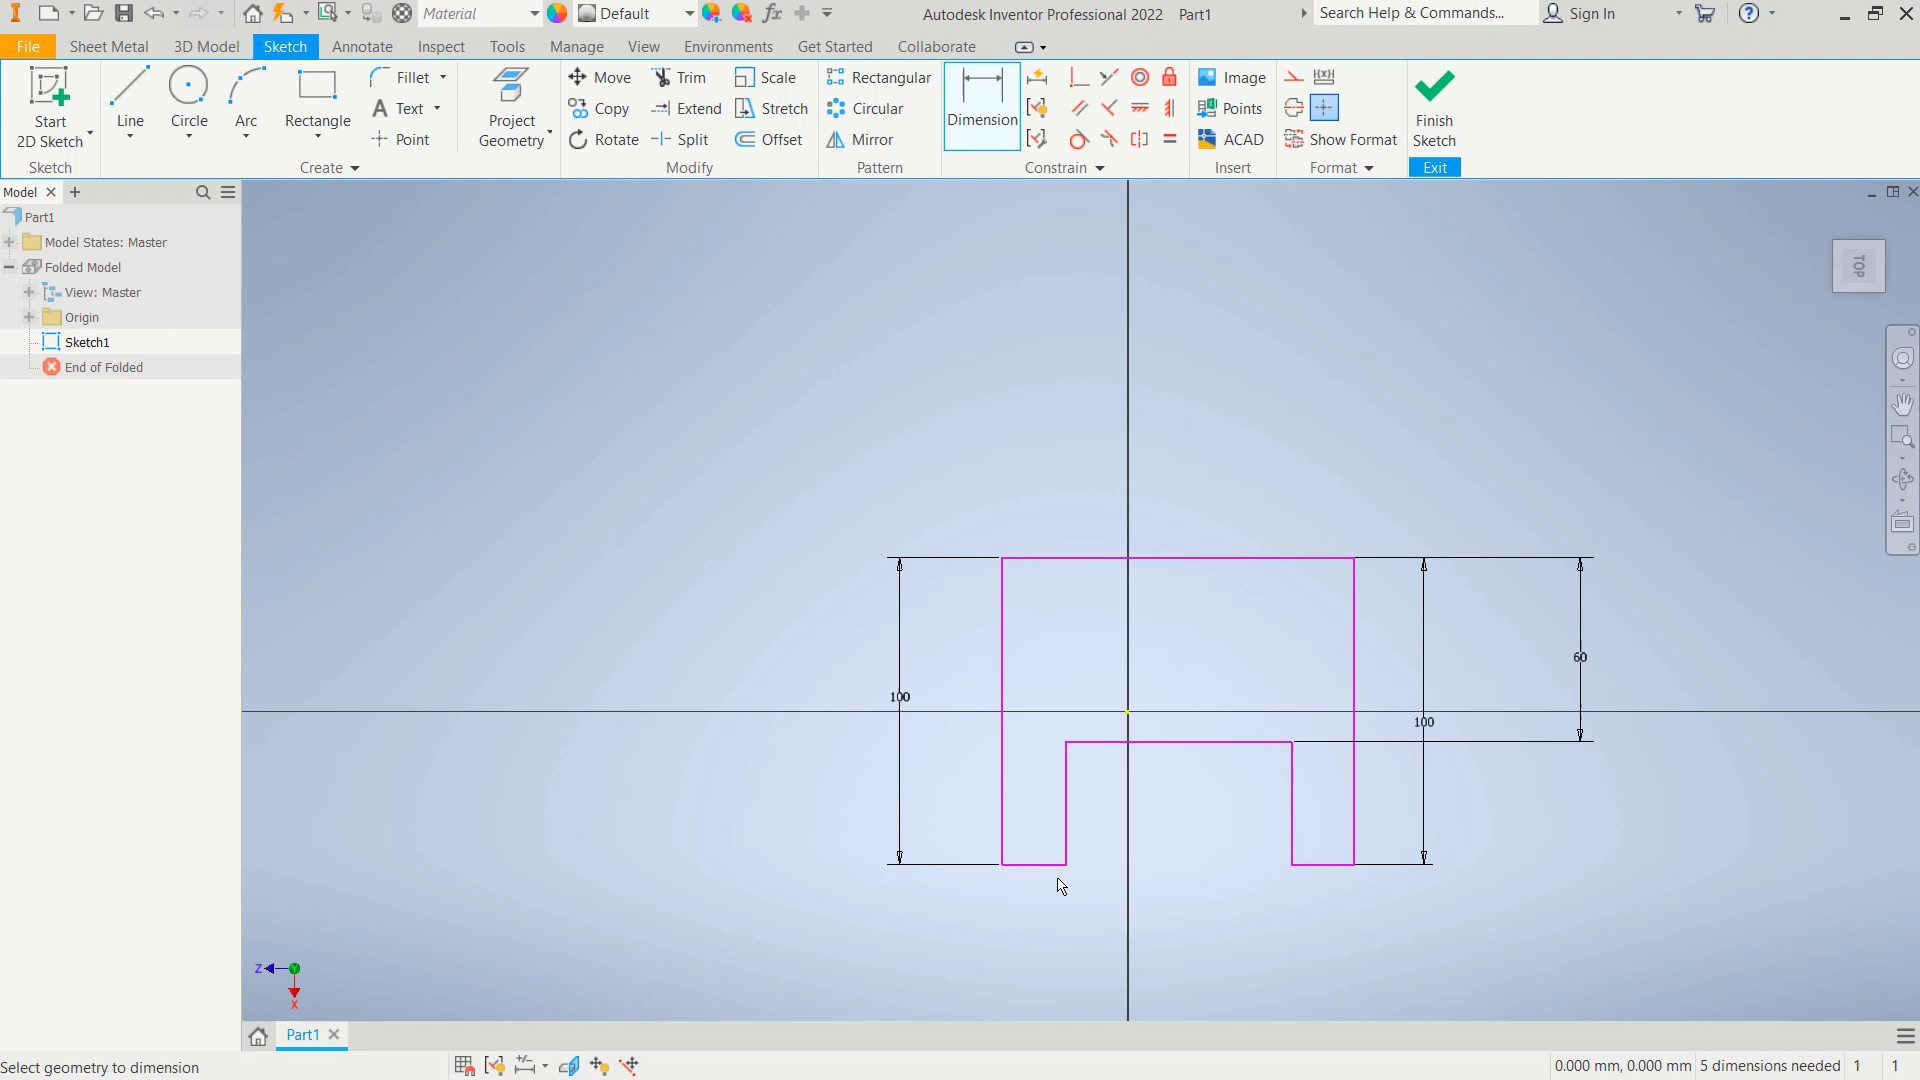 Material
Default
Autodesk Inventor Professional 2022 Part1
Search Help & Commands...
Sign In
File Sheet Metal 3D Model Sketch Annotate Inspect Tools Manage View Environments Get Started Collaborate
Start
2D Sketch
Line
Circle
Arc
Rectangle
Fillet
Text
Point
Project
Geometry
Move
Copy
Rotate
Trim
Extend
Split
Scale
Stretch
Offset
Rectangular
Circular
Mirror
Dimension
Image
Points
ACAD
Show Format
Finish
Sketch
Sketch Create Modify Pattern Constrain Insert Format Exit
Model
Part1
Model States: Master
Folded Model
View: Master
Origin
Sketch1
End of Folded
TOP
60
100
100
Z
Y
X
Part1
Select geometry to dimension
0.000 mm, 0.000 mm 5 dimensions needed 1 1